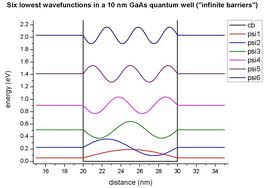 Six lowest wavefunctions in a 10 nm GaAs quantum well ("infinite barriers")
2.2
2.0
1.8
1.6
1.4
1.2
1.0
0.8
0.6
0.4
0.2
0.0
energy (eV)
cb
psi1
psi2
psi3
psi4
psi5
psi6
16 18 20 22 24 26 28 30 32 34
distance (nm)